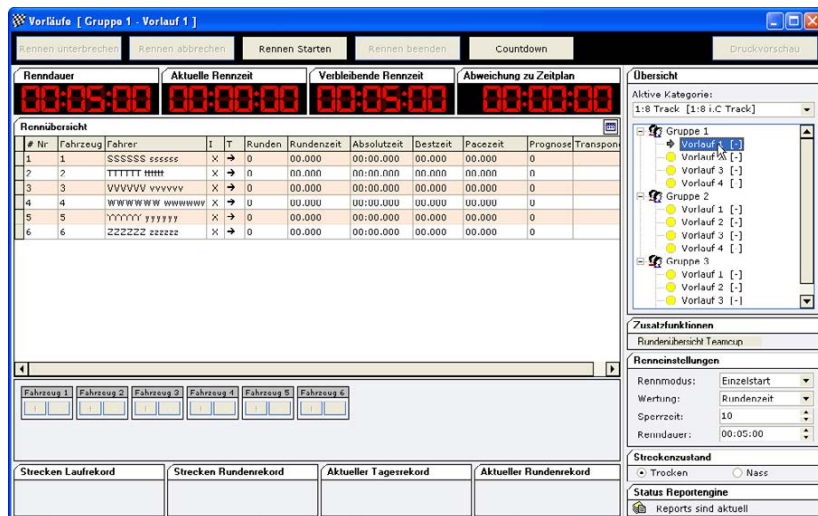 Vorläufe [ Gruppe 1 - Vorlauf 1 ]
Rennen unterbrechen Rennen abbrechen Rennen Starten Rennen beenden Countdown Druckvorschau
Renndauer Aktuelle Rennzeit Verbleibende Rennzeit Abweichung zu Zeitplan
00:05:00 00:00:00 00:05:00 00:00:00
Rennübersicht
# Nr Fahrzeug Fahrer I T Runden Rundenzeit Absolutzeit Bestzeit Pacezeit Prognose Transpon
1 1 SSSSSS ssssss X → 0 00.000 00:00.000 00.000 00.000 0
2 2 TTTTTT tttttt X → 0 00.000 00:00.000 00.000 00.000 0
3 3 VVVVVV vvvvvv X → 0 00.000 00:00.000 00.000 00.000 0
4 4 WWWWWW wwwwww X → 0 00.000 00:00.000 00.000 00.000 0
5 5 YYYYYY yyyyyy X → 0 00.000 00:00.000 00.000 00.000 0
6 6 ZZZZZZ zzzzzz X → 0 00.000 00:00.000 00.000 00.000 0
Fahrzeug 1 Fahrzeug 2 Fahrzeug 3 Fahrzeug 4 Fahrzeug 5 Fahrzeug 6
Strecken Laufrekord Strecken Rundenrekord Aktueller Tagesrekord Aktueller Rundenrekord
Übersicht
Aktive Kategorie:
1:8 Track [1:8 i.C Track]
Gruppe 1
Vorlauf 1 [-]
Vorlauf [-]
Vorlauf 3 [-]
Vorlauf 4 [-]
Gruppe 2
Vorlauf 1 [-]
Vorlauf 2 [-]
Vorlauf 3 [-]
Vorlauf 4 [-]
Gruppe 3
Vorlauf 1 [-]
Vorlauf 2 [-]
Vorlauf 3 [-]
Zusatzfunktionen
Rundenübersicht Teamcup
Renneinstellungen
Rennmodus: Einzelstart
Wertung: Rundenzeit
Sperrzeit: 10
Renndauer: 00:05:00
Streckenzustand
Trocken Nass
Status Reportengine
Reports sind aktuell